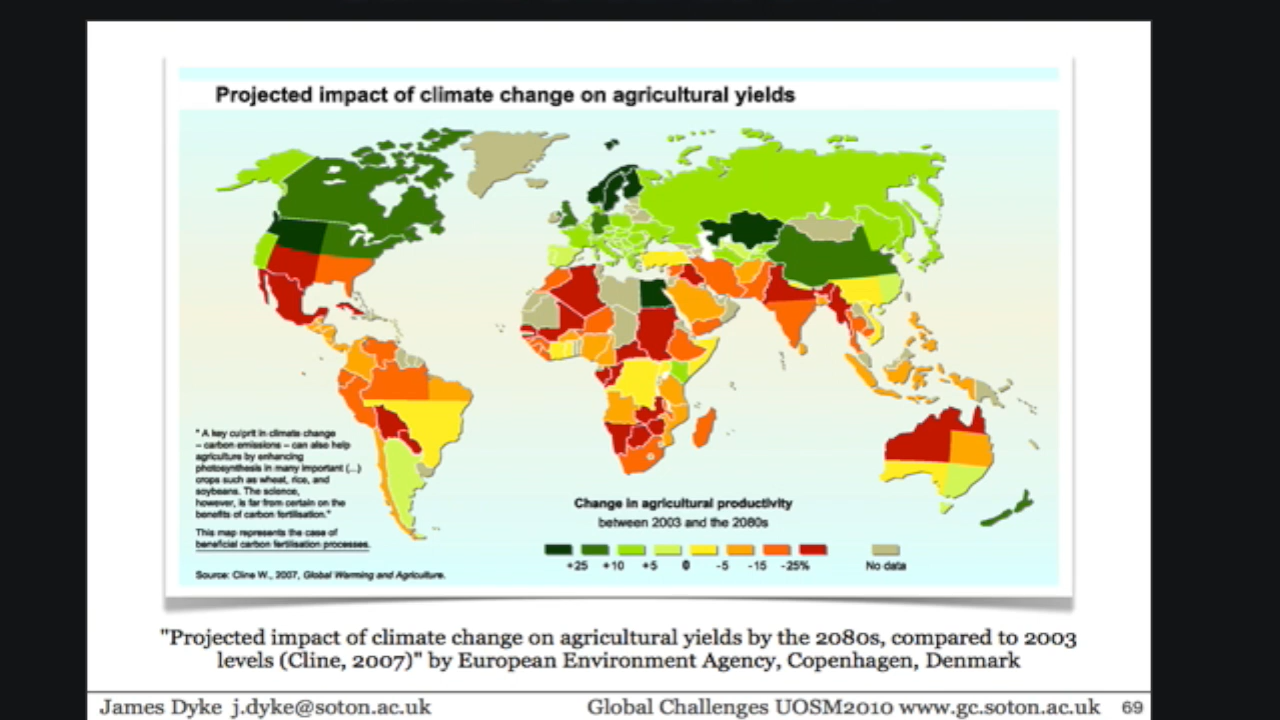 Projected impact of climate change on agricultural yields
" A key culprit in climate change
– carbon emissions – can also help
agriculture by enhancing
photosynthesis in many important (...)
crops such as wheat, rice, and
soybeans. The science,
however, is far from certain on the
benefits of carbon fertilisation."
This map represents the case of
beneficial carbon fertilisation processes.
Source: Cline W., 2007, Global Warming and Agriculture.
Change in agricultural productivity
between 2003 and the 2080s
+25 +10 +5 0 -5 -15 -25% No data
"Projected impact of climate change on agricultural yields by the 2080s, compared to 2003
levels (Cline, 2007)" by European Environment Agency, Copenhagen, Denmark
James Dyke j.dyke@soton.ac.uk Global Challenges UOSM2010 www.gc.soton.ac.uk 69